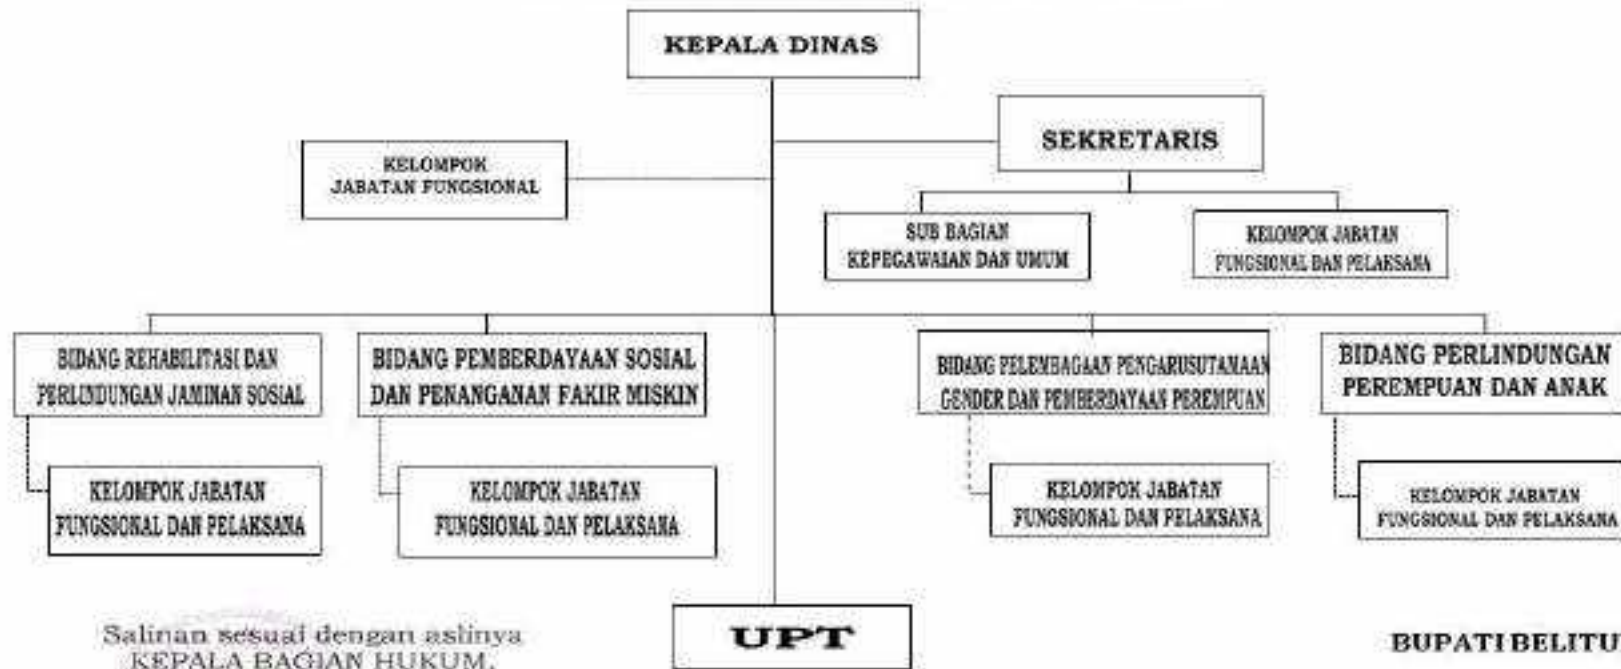 KEPALA DINAS
SEKRETARIS
KELOMPOK
JABATAN FUNGSIONAL
SUB BAGIAN
KEPEGAWAIAN DAN UMUM
KELOMPOK JABATAN
FUNGSIONAL DAN PELAKSANA
BIDANG REHABILITASI DAN
PERLINDUNGAN JAMINAN SOSIAL
BIDANG PEMBERDAYAAN SOSIAL
DAN PENANGANAN FAKIR MISKIN
BIDANG PELEMBAGAAN PENGARUSUTAMAAN
GENDER DAN PEMBERDAYAAN PEREMPUAN
BIDANG PERLINDUNGAN
PEREMPUAN DAN ANAK
KELOMPOK JABATAN
FUNGSIONAL DAN PELAKSANA
KELOMPOK JABATAN
FUNGSIONAL DAN PELAKSANA
KELOMPOK JABATAN
FUNGSIONAL DAN PELAKSANA
KELOMPOK JABATAN
FUNGSIONAL DAN PELAKSANA
UPT
Salinan sesuai dengan aslinya
KEPALA BAGIAN HUKUM,
BUPATI BELITU